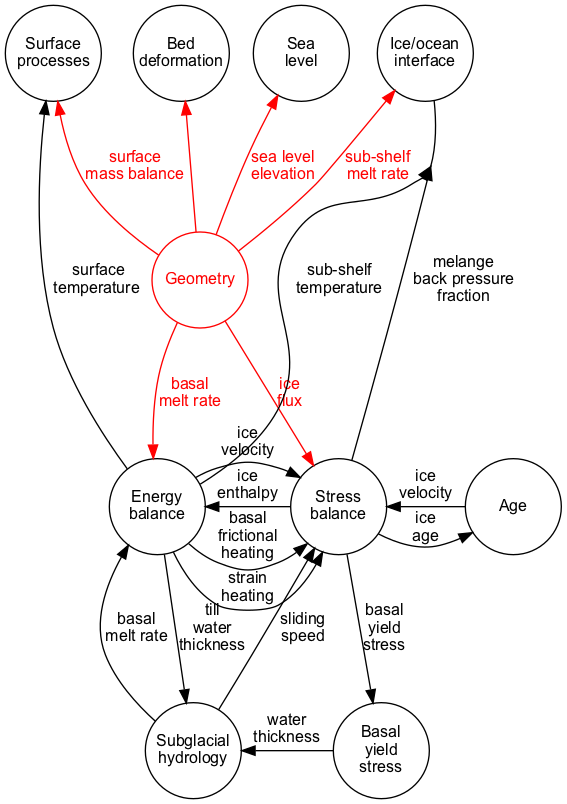 Surface
processes
Bed
deformation
Sea
level
Ice/ocean
interface
surface
mass balance
sea level
elevation
sub-shelf
melt rate
surface
temperature
Geometry
sub-shelf
temperature
melange
back pressure
fraction
basal
melt rate
ice
flux
ice
velocity
Energy
balance
ice
enthalpy
Stress
balance
ice
velocity
Age
basal
frictional
heating
ice
age
strain
heating
basal
melt rate
till
water
thickness
sliding
speed
basal
yield
stress
Subglacial
hydrology
water
thickness
Basal
yield
stress